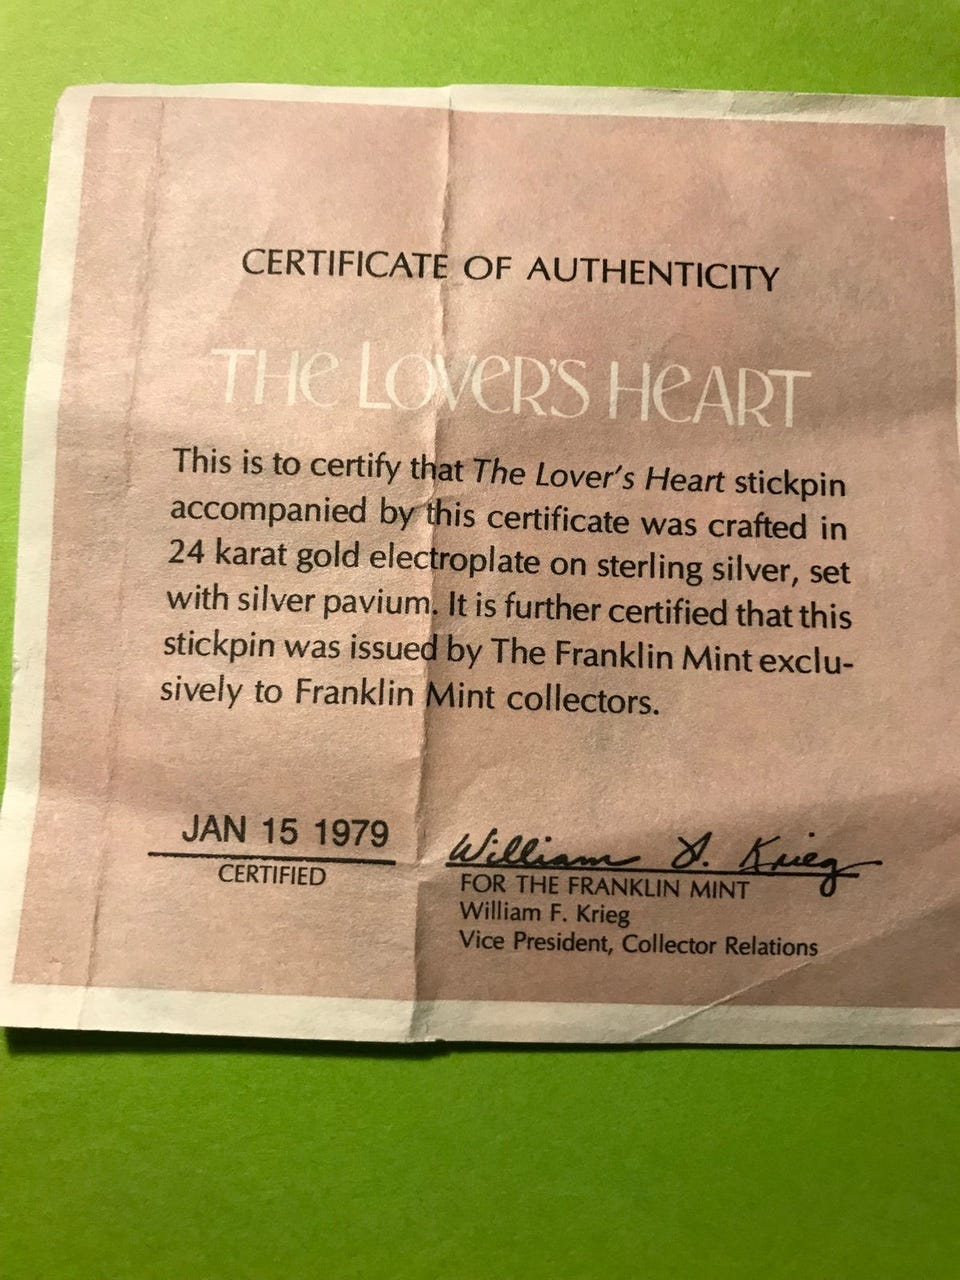 CERTIFICATE OF AUTHENTICITY
THE LOVER'S HEART
This is to certify that The Lover's Heart stickpin
accompanied by this certificate was crafted in
24 karat gold electroplate on sterling silver, set
with silver pavium. It is further certified that this
stickpin was issued by The Franklin Mint exclu-
sively to Franklin Mint collectors.
JAN 15 1979
CERTIFIED
William F. Krieg
FOR THE FRANKLIN MINT
William F. Krieg
Vice President, Collector Relations